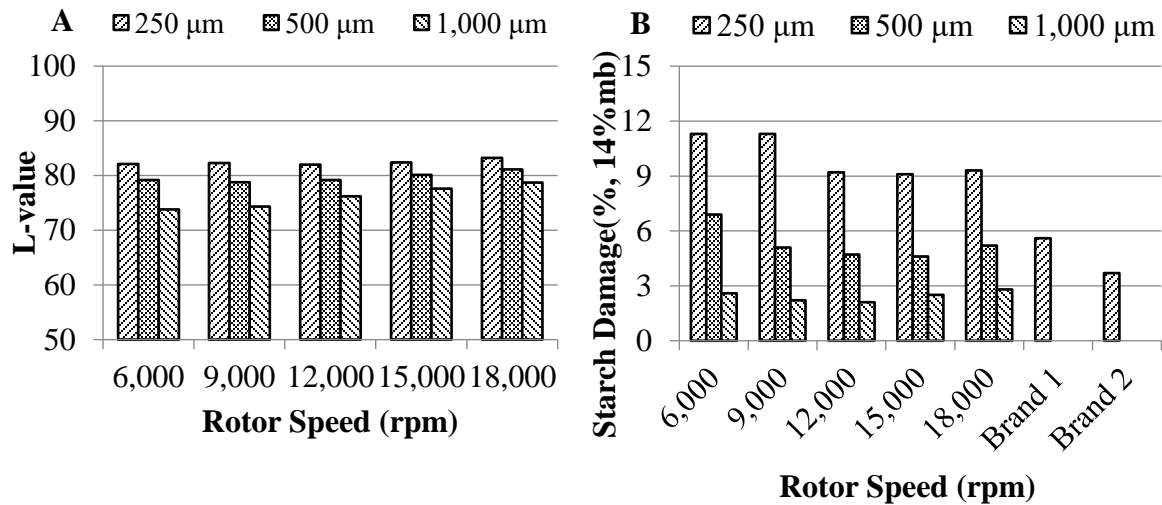 A
250 µm 500 µm 1,000 µm
100
90
80
70
60
50
L-value
6,000 9,000 12,000 15,000 18,000
Rotor Speed (rpm)
B
250 µm 500 µm 1,000 µm
15
12
9
6
3
0
Starch Damage(%, 14%mb)
6,000 9,000 12,000 15,000 18,000 Brand 1 Brand 2
Rotor Speed (rpm)